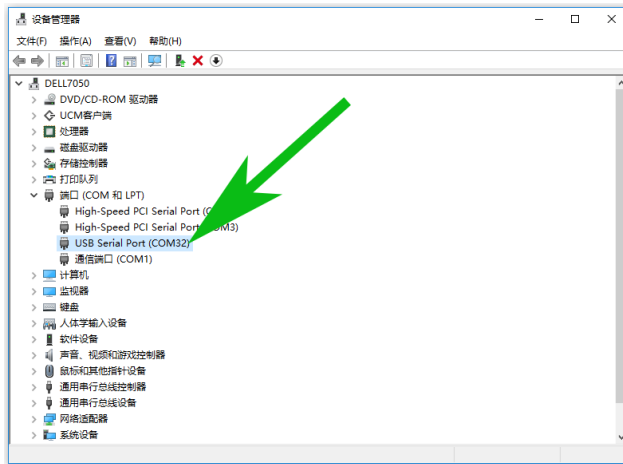 设备管理器
文件(F) 操作(A) 查看(V) 帮助(H)
DELL7050
DVD/CD-ROM 驱动器
UCM客户端
处理器
磁盘驱动器
存储控制器
打印队列
端口 (COM 和 LPT)
High-Speed PCI Serial Port
High-Speed PCI Serial Port
USB Serial Port (COM32)
通信端口 (COM1)
计算机
监视器
键盘
人体学输入设备
软件设备
声音、视频和游戏控制器
鼠标和其他指针设备
通用串行总线控制器
通用串行总线设备
网络适配器
系统设备